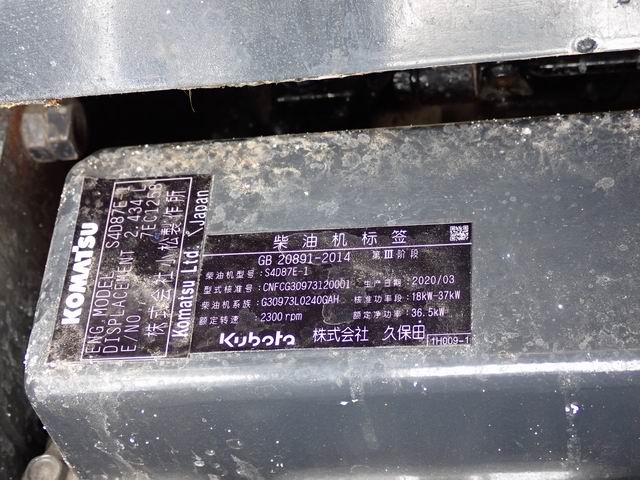 KOMATSU
ENG.MODEL S4D87E-1
DISPLACEMENT 2.434 L
E/NO. 7EC1258
株式会社小松製作所
Komatsu Ltd. Japan
柴油机标签
GB 20891-2014 第Ⅲ阶段
柴油机型号: S4D87E-1
型式核准号: CNFCG30973120001 生产日期: 2020/03
柴油机系族: G30973L0240GAH 核准功率段: 18kW-37kW
额定转速: 2300rpm 额定净功率: 36.5kW
Kubota 株式会社 久保田 1H009-1